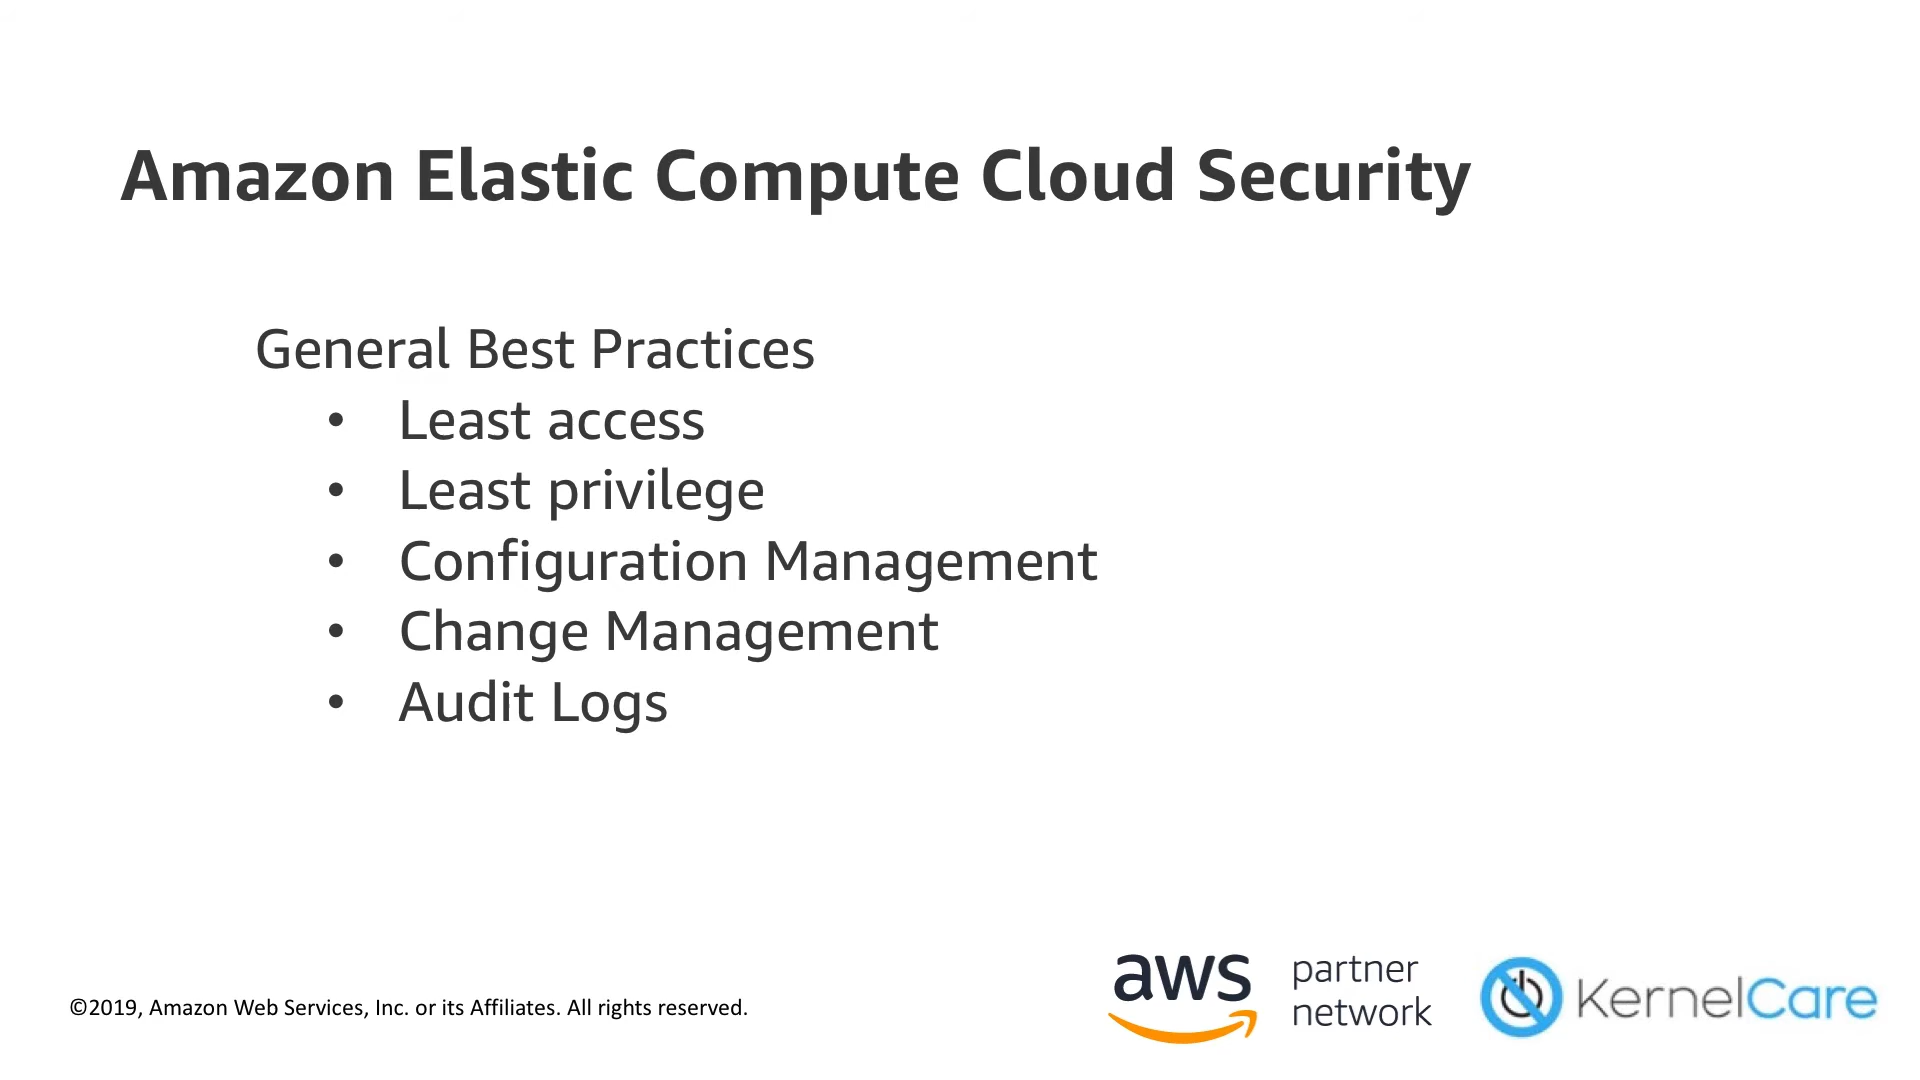 Amazon Elastic Compute Cloud Security
General Best Practices
• Least access
• Least privilege
• Configuration Management
• Change Management
• Audit Logs
©2019, Amazon Web Services, Inc. or its Affiliates. All rights reserved.
aws
partner
network
KernelCare